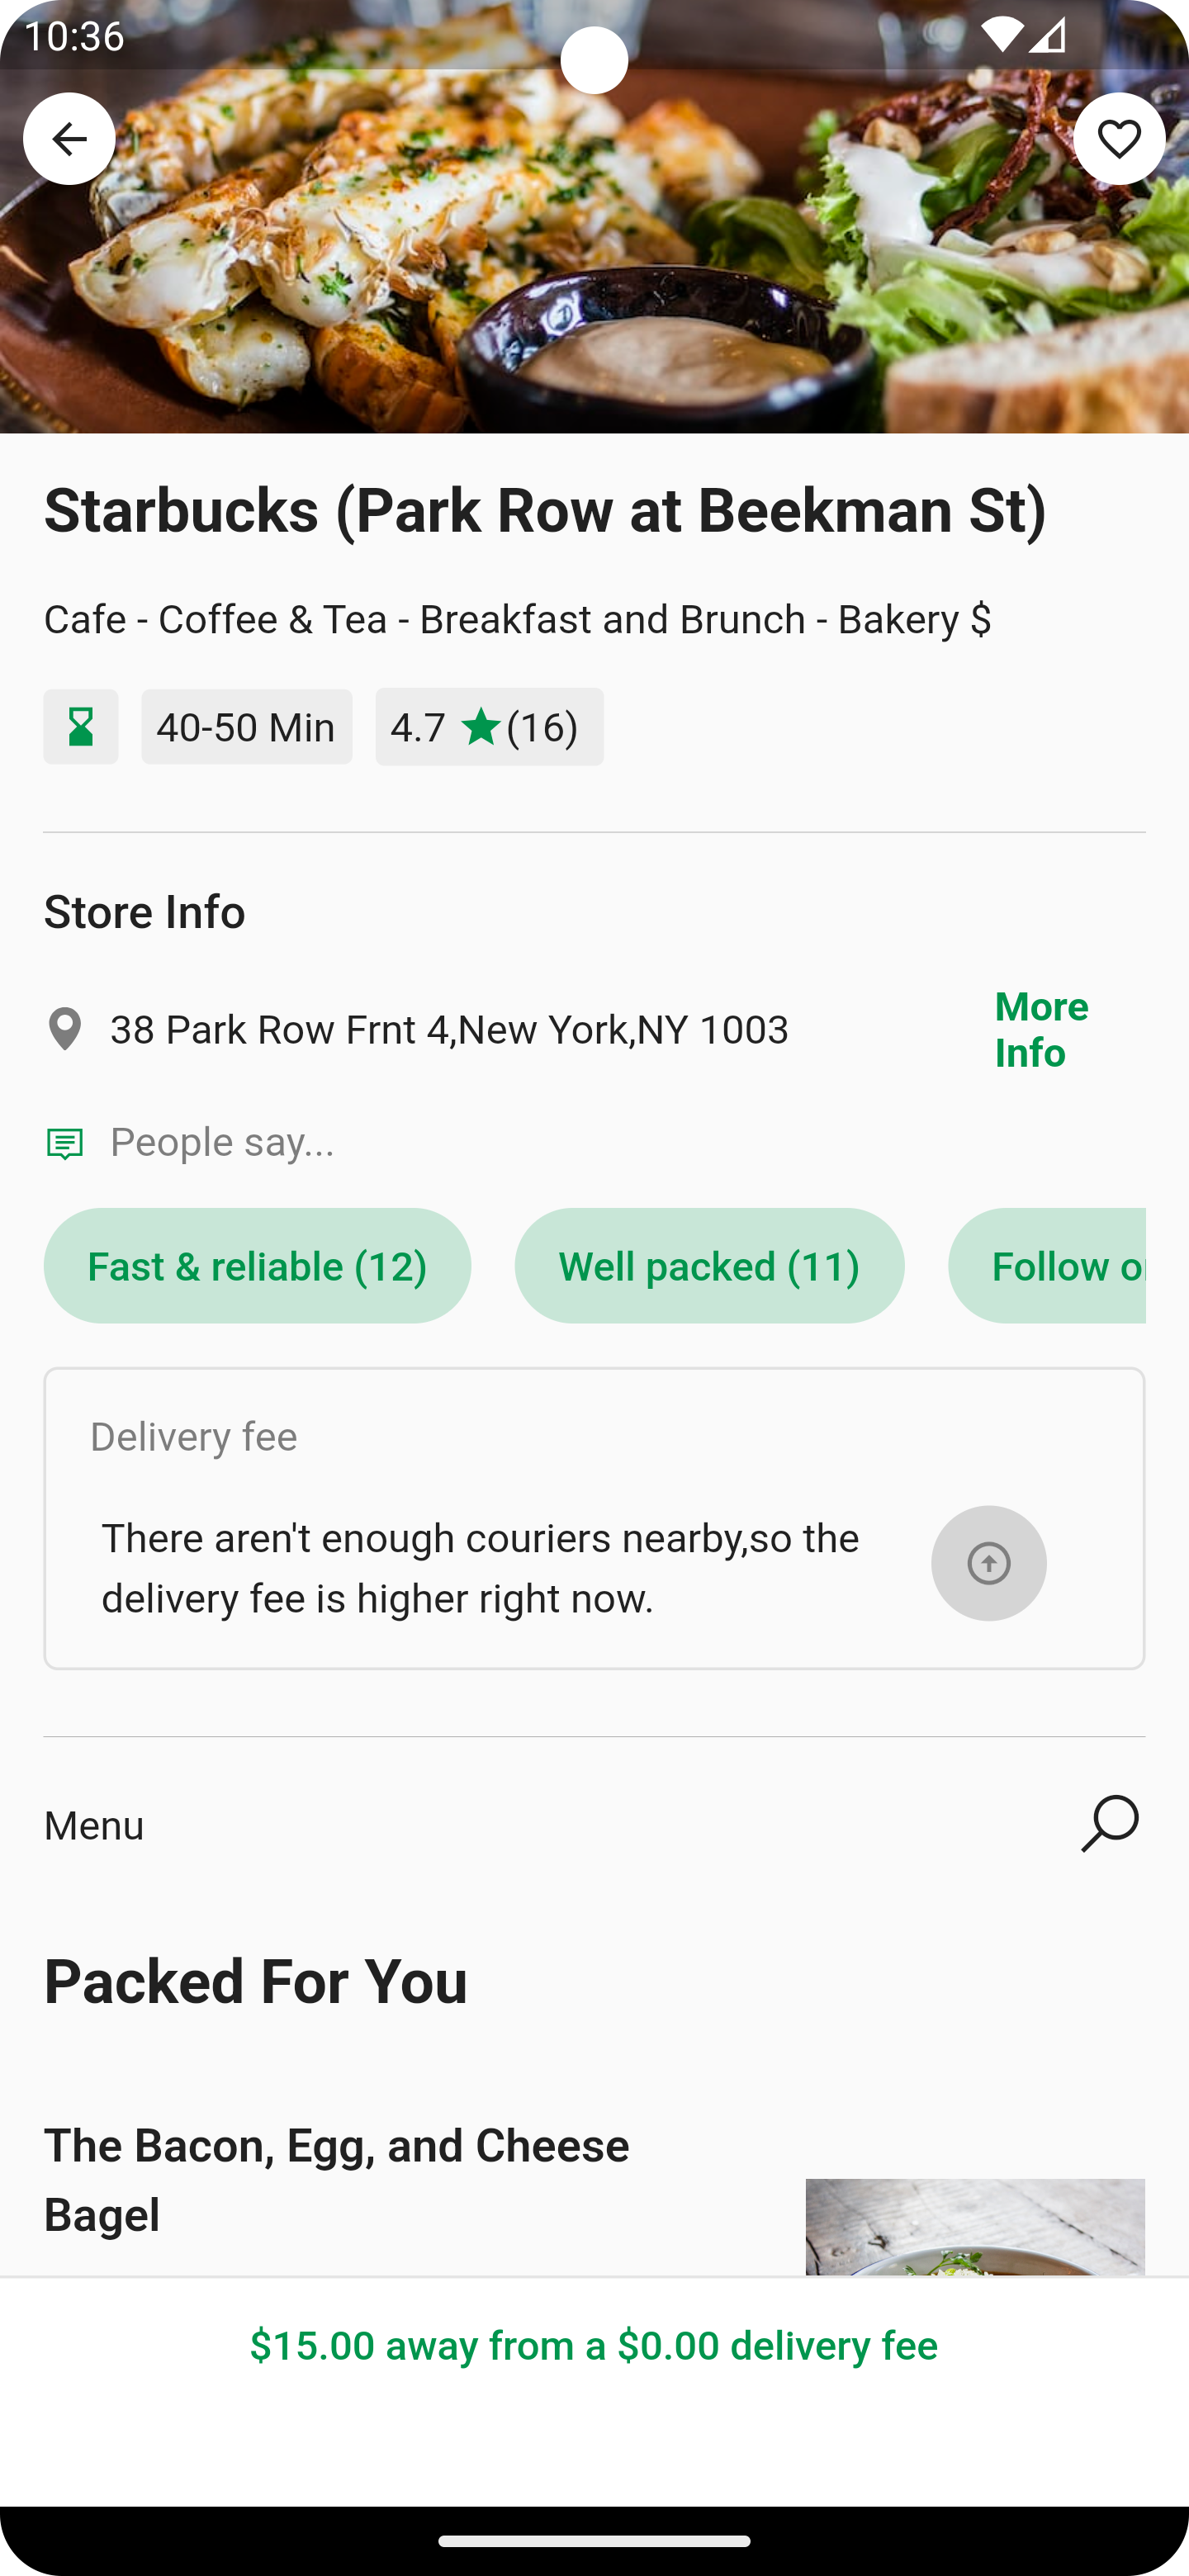 10:36
Starbucks (Park Row at Beekman St)
Cafe - Coffee & Tea - Breakfast and Brunch - Bakery $
40-50 Min
4.7 (16)
Store Info
38 Park Row Frnt 4,New York,NY 1003
More
Info
People say...
Fast & reliable (12)
Well packed (11)
Follow
Delivery fee
There aren't enough couriers nearby,so the
delivery fee is higher right now.
Menu
Packed For You
The Bacon, Egg, and Cheese
Bagel
$15.00 away from a $0.00 delivery fee